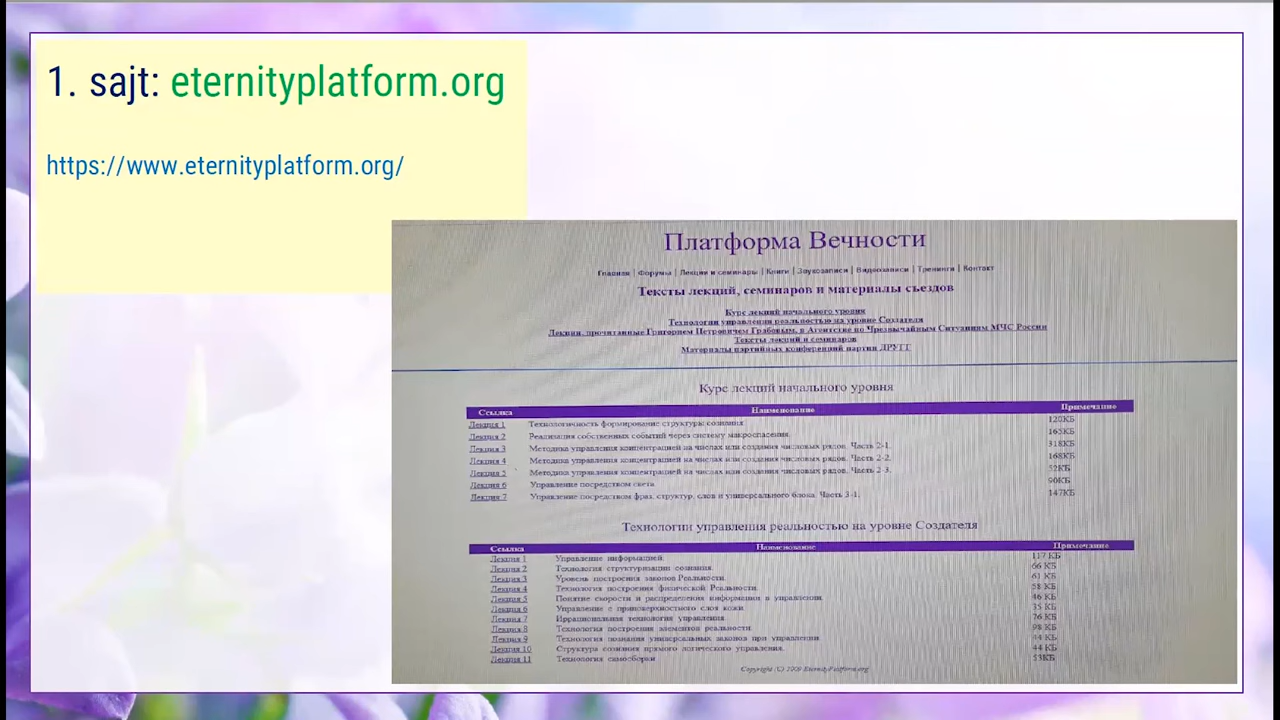 1. sajt: eternityplatform.org
https://www.eternityplatform.org/
Платформа Вечности
Главная | Форумы | Лекции и семинары | Книги | Звукозаписи | Видеозаписи | Тренинги | Контакт
Тексты лекций, семинаров и материалы съездов
Курс лекций начального уровня
Технологии управления реальностью на уровне Создателя
Лекции, прочитанные Григорием Петровичем Грабовым, в Агентстве по Чрезвычайным Ситуациям МЧС России
Тексты лекций и семинаров
Материалы партийных конференций партии ДРУГГ
Курс лекций начального уровня
Ссылка Наименование Примечание
Лекция 1 Технологичность формирование структуры сознания 120КБ
Лекция 2 Реализация собственных событий через систему макроспасения. 165КБ
Лекция 3 Методика управления концентрацией на числах или создания числовых рядов. Часть 2-1. 318КБ
Лекция 4 Методика управления концентрацией на числах или создания числовых рядов. Часть 2-2. 168КБ
Лекция 5 Методика управления концентрацией на числах или создания числовых рядов. Часть 2-3. 52КБ
Лекция 6 Управление посредством света. 90КБ
Лекция 7 Управление посредством фраз, структур, слов и универсального блока. Часть 3-1. 147КБ
Технологии управления реальностью на уровне Создателя
Ссылка Наименование Примечание
Лекция 1 Управление информацией. 117 КБ
Лекция 2 Технология структуризации сознания. 66 КБ
Лекция 3 Уровень построения законов Реальности. 61 КБ
Лекция 4 Технология построения физической Реальности. 58 КБ
Лекция 5 Понятие скорости и распределения информации в управлении. 46 КБ
Лекция 6 Управление с приповерхностного слоя кожи 35 КБ
Лекция 7 Иррациональная технология управления. 76 КБ
Лекция 8 Технология построения элементов реальности. 98 КБ
Лекция 9 Технология познания универсальных законов при управлении. 44 КБ
Лекция 10 Структура сознания прямого логического управления. 44 КБ
Лекция 11 Технология самосборки 53КБ
Copyright (C) 2009 EternityPlatform.org